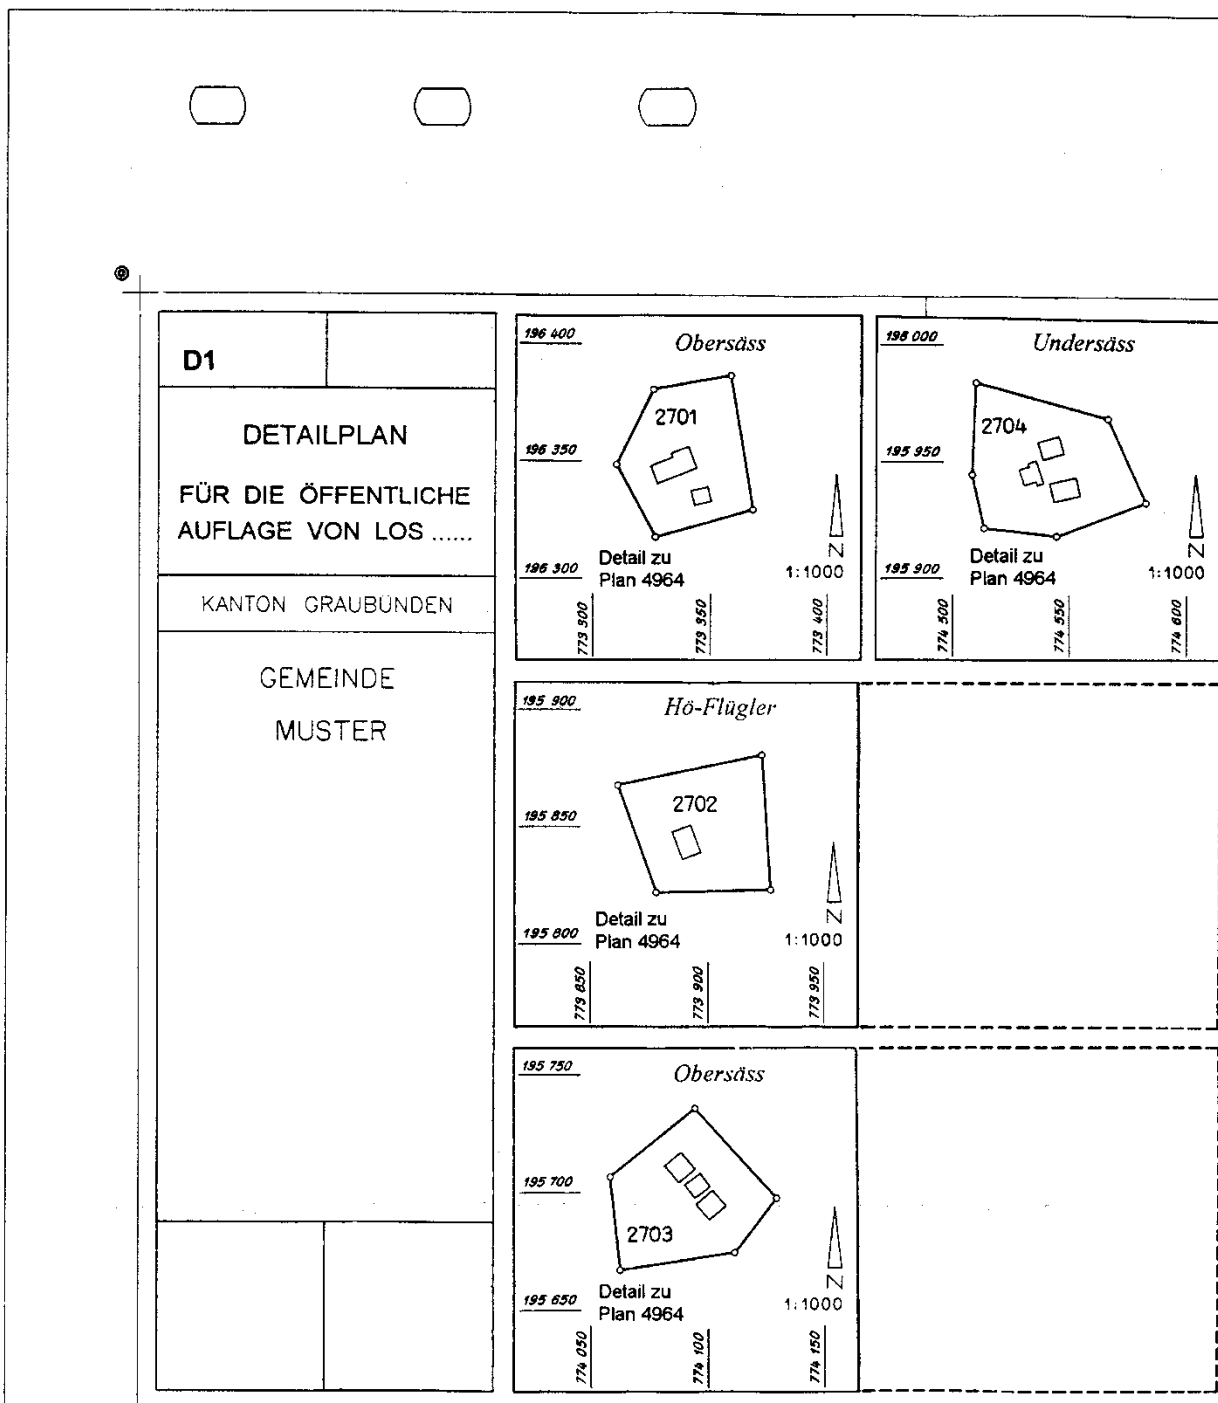 D1
DETAILPLAN
FÜR DIE ÖFFENTLICHE
AUFLAGE VON LOS ......
KANTON GRAUBÜNDEN
GEMEINDE
MUSTER
196 400
Obersäss
2701
196 350
Detail zu
Plan 4964
N
1:1000
196 300
773 300
773 350
773 400
196 000
Undersäss
2704
195 950
Detail zu
Plan 4964
N
1:1000
195 900
774 500
774 550
774 600
195 900
Hö-Flügler
2702
195 850
Detail zu
Plan 4964
N
1:1000
195 800
773 850
773 900
773 950
195 750
Obersäss
195 700
2703
Detail zu
Plan 4964
N
1:1000
195 650
774 050
774 100
774 150